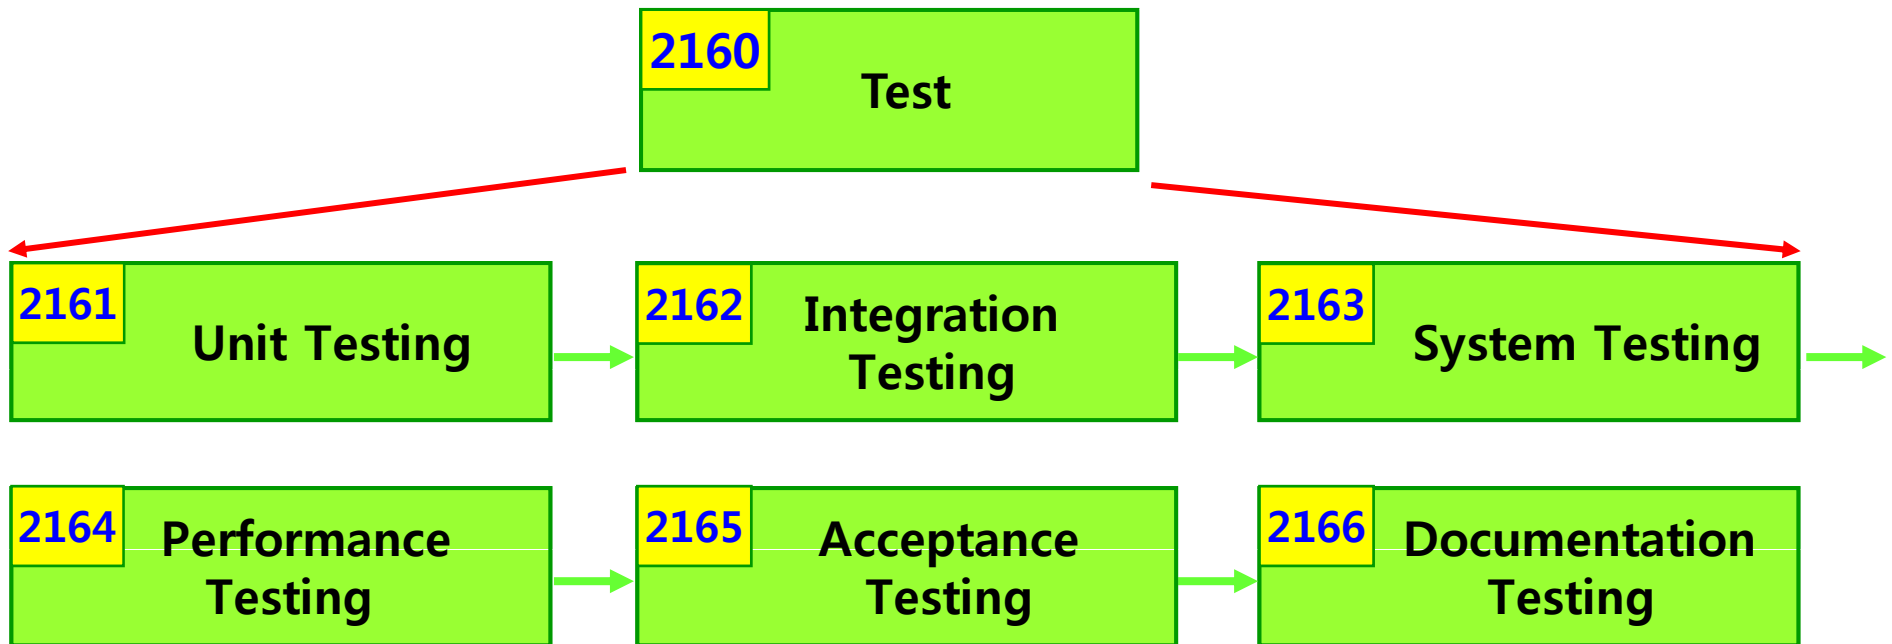 2160
Test
2161
Unit Testing
2162
Integration
Testing
2163
System Testing
2164
Performance
Testing
2165
Acceptance
Testing
2166
Documentation
Testing